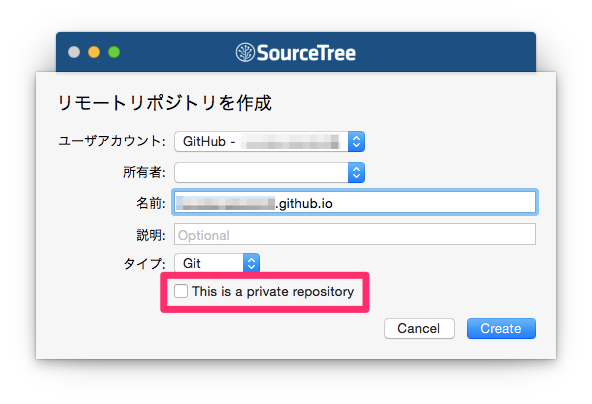 SourceTree
リモートリポジトリを作成
ユーザアカウント: GitHub -
所有者:
名前: .github.io
説明: Optional
タイプ: Git
This is a private repository
Cancel Create